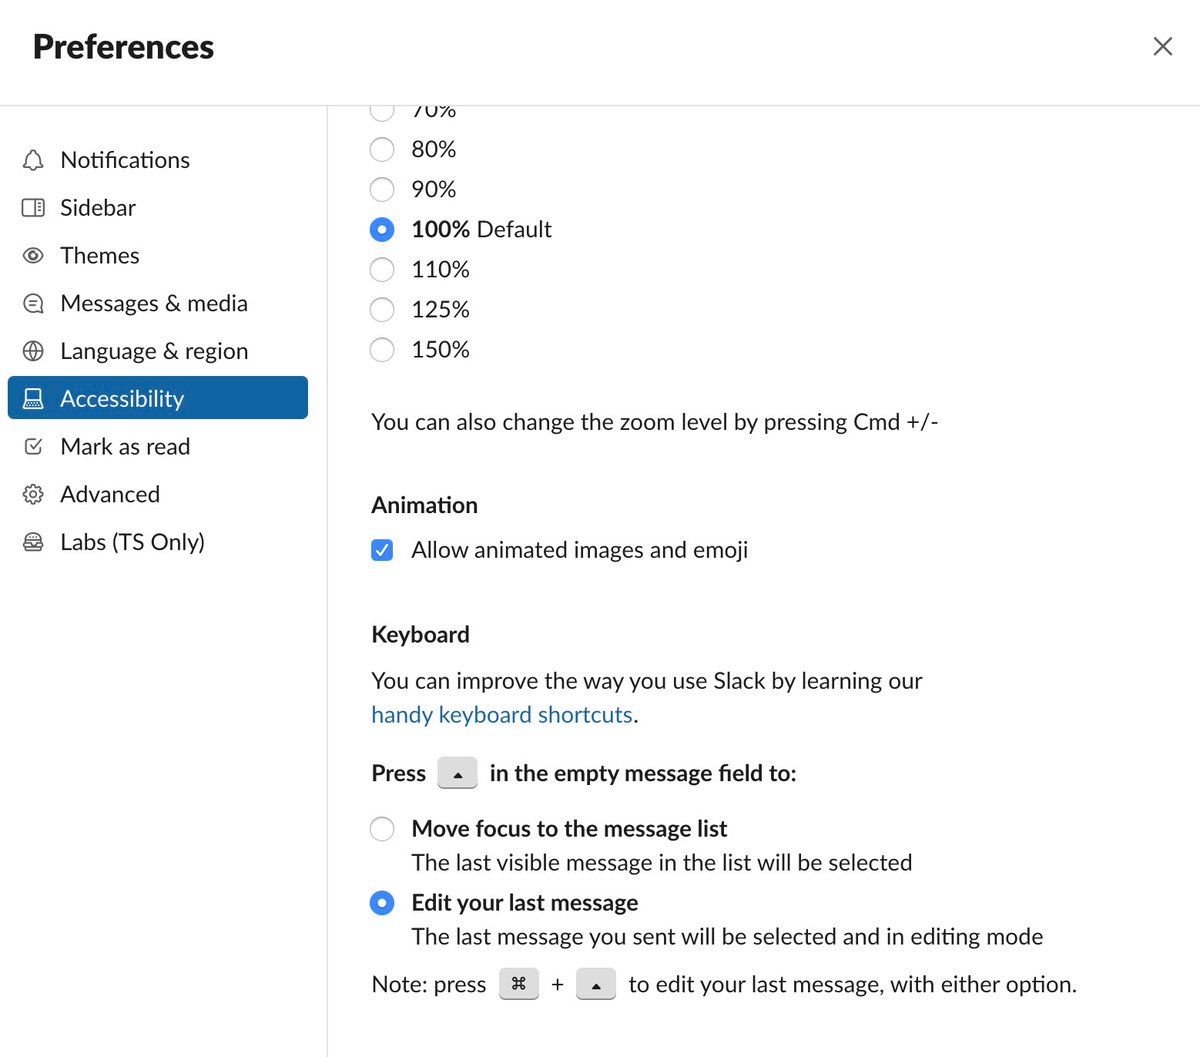 Preferences
Notifications
Sidebar
Themes
Messages & media
Language & region
Accessibility
Mark as read
Advanced
Labs (TS Only)
70%
80%
90%
100% Default
110%
125%
150%
You can also change the zoom level by pressing Cmd +/-
Animation
Allow animated images and emoji
Keyboard
You can improve the way you use Slack by learning our
handy keyboard shortcuts.
Press ▲ in the empty message field to:
Move focus to the message list
The last visible message in the list will be selected
Edit your last message
The last message you sent will be selected and in editing mode
Note: press ⌘ + ▲ to edit your last message, with either option.